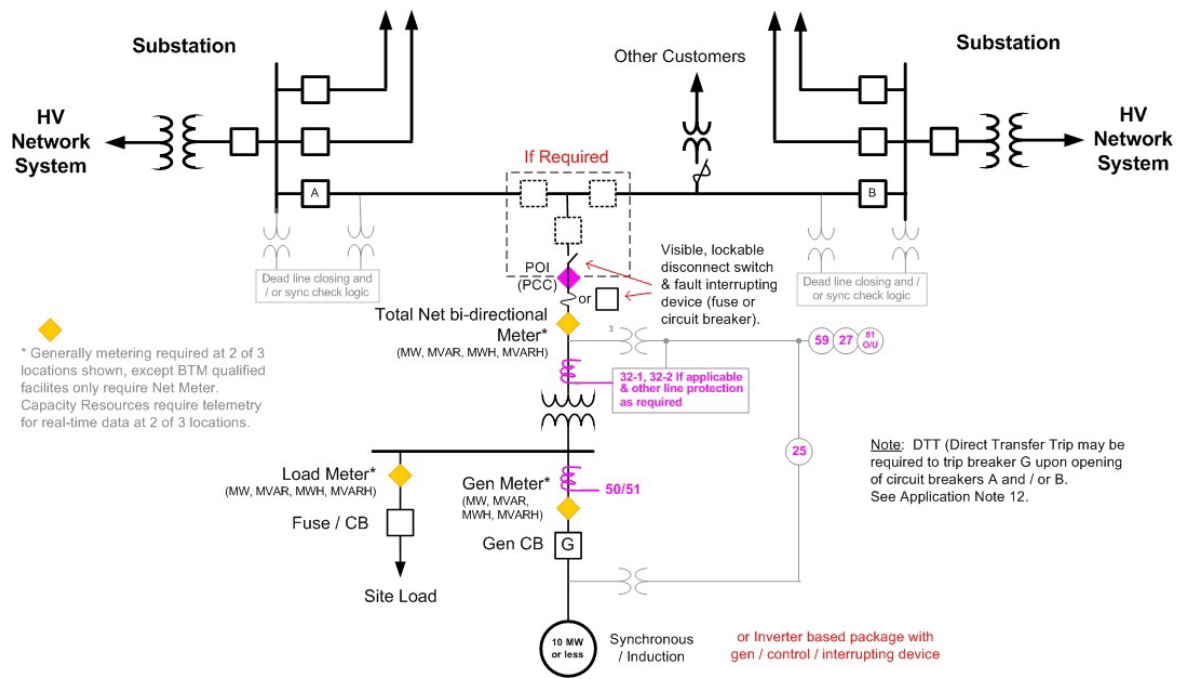 Substation
Substation
Other Customers
HV
Network
System
HV
Network
System
If Required
A
B
Dead line closing and
/ or sync check logic
POI
(PCC)
or
Visible, lockable
disconnect switch
& fault interrupting
device (fuse or
circuit breaker).
Dead line closing and /
or sync check logic
Total Net bi-directional
Meter*
(MW, MVAR, MWH, MVARH)
3
59
27
81
O/U
* Generally metering required at 2 of 3
locations shown, except BTM qualified
facilites only require Net Meter.
Capacity Resources require telemetry
for real-time data at 2 of 3 locations.
32-1, 32-2 If applicable
& other line protection
as required
25
Note: DTT (Direct Transfer Trip may be
required to trip breaker G upon opening
of circuit breakers A and / or B.
See Application Note 12.
Load Meter*
(MW, MVAR, MWH, MVARH)
Gen Meter*
(MW, MVAR,
MWH, MVARH)
50/51
Fuse / CB
Gen CB
G
Site Load
10 MW
or less
Synchronous
/ Induction
or Inverter based package with
gen / control / interrupting device